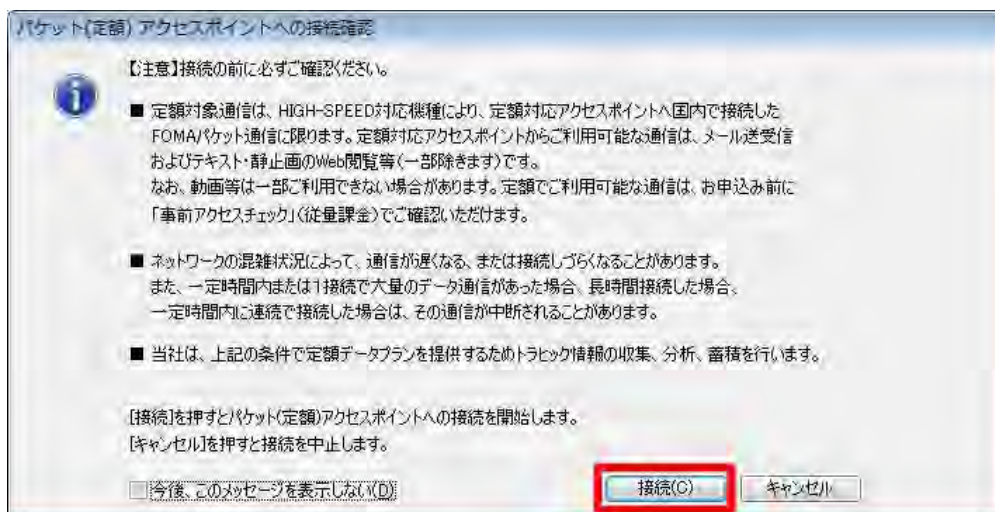 パケット(定額) アクセスポイントへの接続確認
【注意】接続の前に必ずご確認ください。
■ 定額対象通信は、HIGH-SPEED対応機種により、定額対応アクセスポイントへ国内で接続した
FOMAパケット通信に限ります。定額対応アクセスポイントからご利用可能な通信は、メール送受信
およびテキスト・静止画のWeb閲覧等(一部除きます)です。
なお、動画等は一部ご利用できない場合があります。定額でご利用可能な通信は、お申込み前に
「事前アクセスチェック」(従量課金)でご確認いただけます。
■ ネットワークの混雑状況によって、通信が遅くなる、または接続しづらくなることがあります。
また、一定時間内または1接続で大量のデータ通信があった場合、長時間接続した場合、
一定時間内に連続で接続した場合は、その通信が中断されることがあります。
■ 当社は、上記の条件で定額データプランを提供するためトラヒック情報の収集、分析、蓄積を行います。
[接続]を押すとパケット(定額)アクセスポイントへの接続を開始します。
[キャンセル]を押すと接続を中止します。
今後、このメッセージを表示しない(D) 接続(C) キャンセル